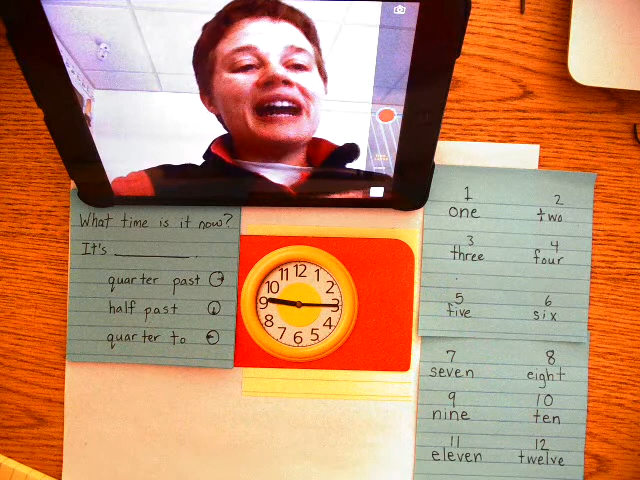 What time is it now?
It's ________.
quarter past
half past
quarter to
12
1
2
3
4
5
6
7
8
9
10
11
1 2
one two
3 4
three four
5 6
five six
7 8
seven eight
9 10
nine ten
11 12
eleven twelve